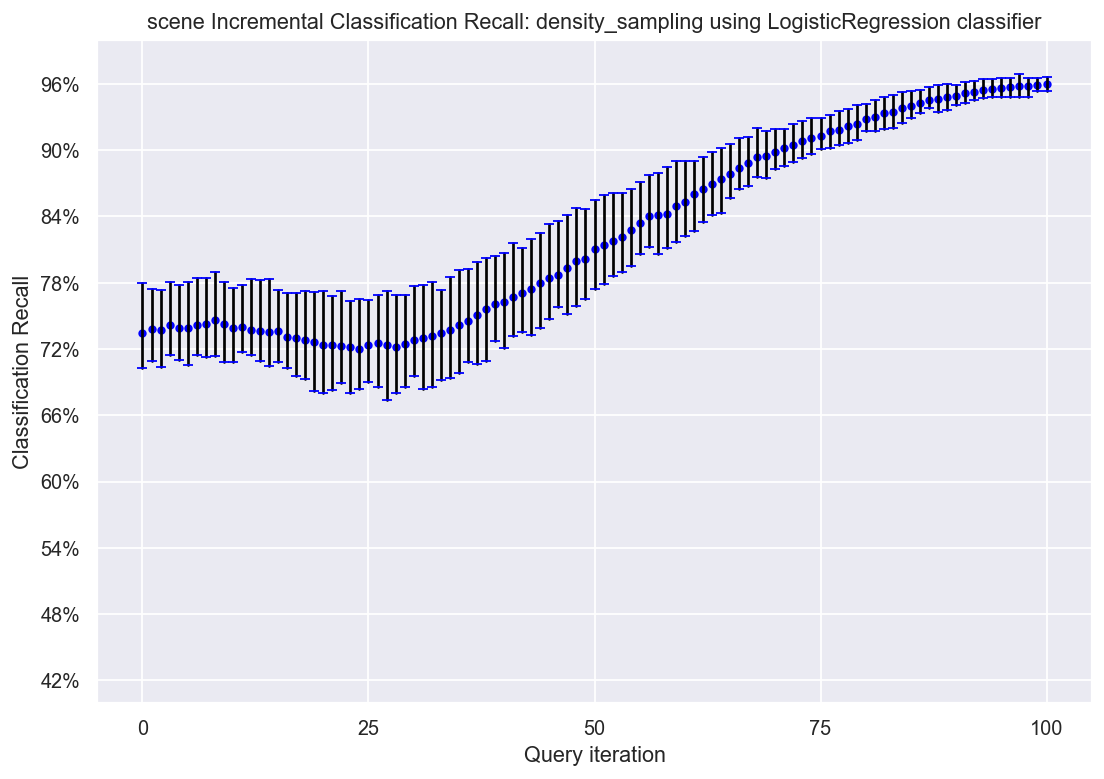 scene Incremental Classification Recall: density_sampling using LogisticRegression classifier
96%
90%
84%
78%
72%
66%
60%
54%
48%
42%
Classification Recall
0 25 50 75 100
Query iteration